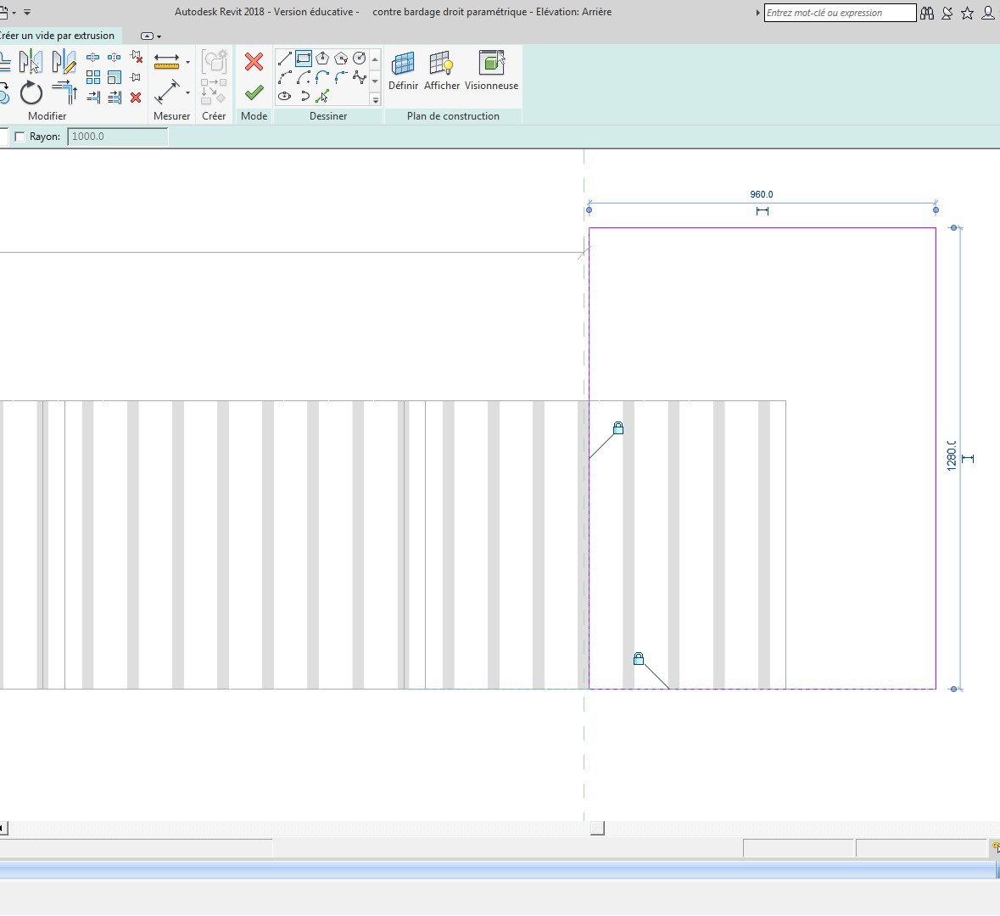 Autodesk Revit 2018 - Version éducative - contre bardage droit paramétrique - Elévation: Arrière
Entrez mot-clé ou expression
Créer un vide par extrusion
Définir Afficher Visionneuse
Modifier Mesurer Créer Mode Dessiner Plan de construction
Rayon: 1000.0
960.0
1280.0